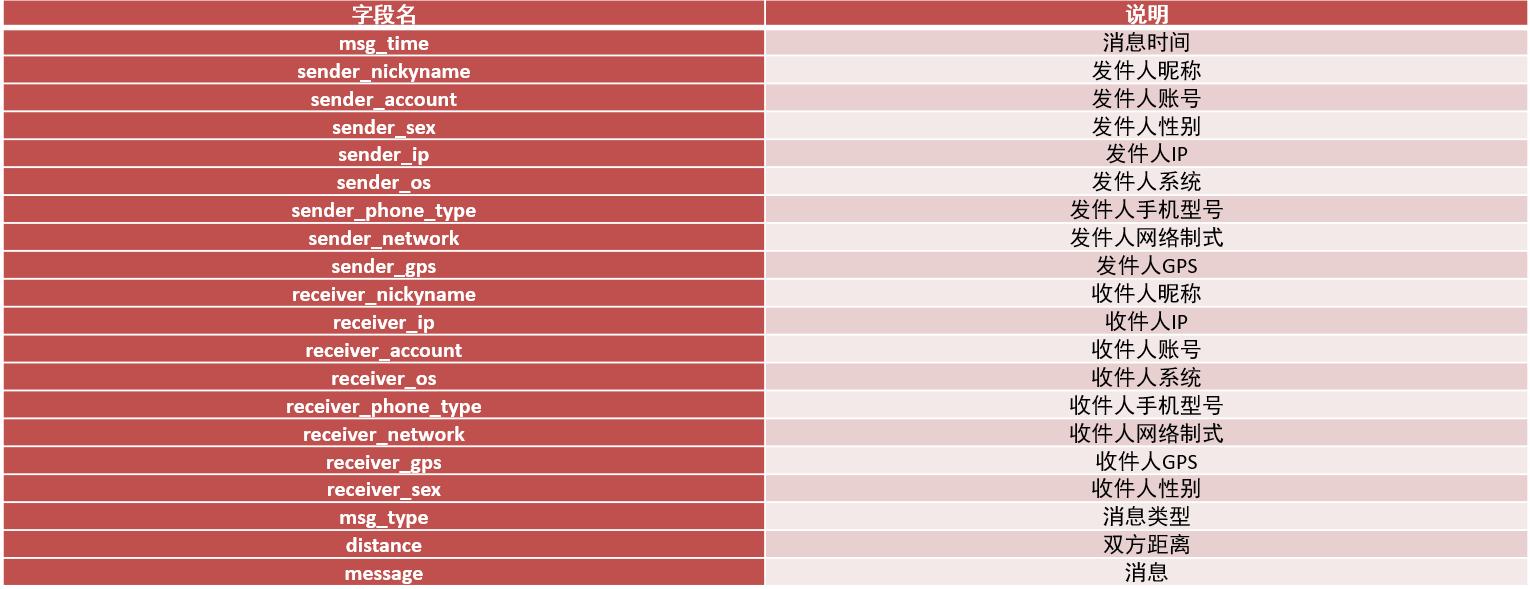 字段名 说明
msg_time 消息时间
sender_nickyname 发件人昵称
sender_account 发件人账号
sender_sex 发件人性别
sender_ip 发件人IP
sender_os 发件人系统
sender_phone_type 发件人手机型号
sender_network 发件人网络制式
sender_gps 发件人GPS
receiver_nickyname 收件人昵称
receiver_ip 收件人IP
receiver_account 收件人账号
receiver_os 收件人系统
receiver_phone_type 收件人手机型号
receiver_network 收件人网络制式
receiver_gps 收件人GPS
receiver_sex 收件人性别
msg_type 消息类型
distance 双方距离
message 消息